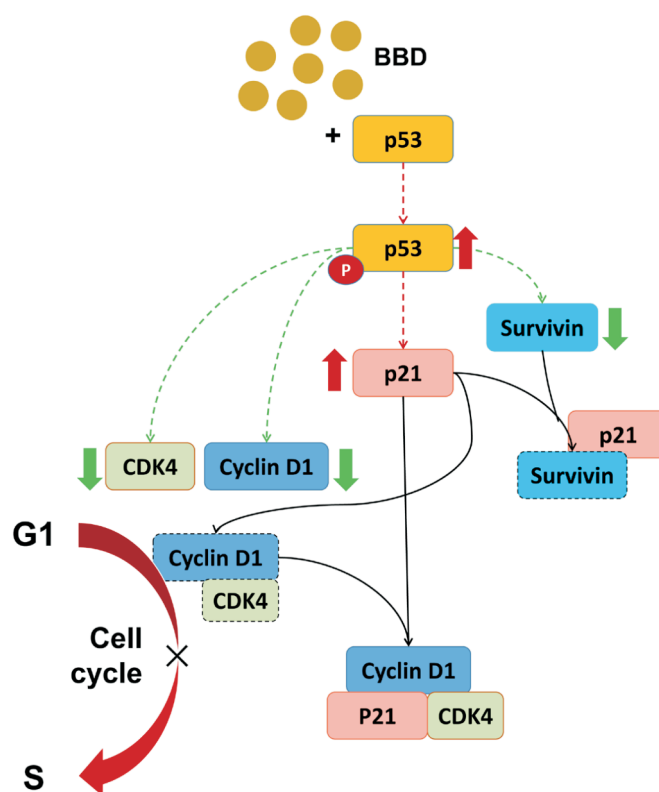 BBD
+
p53
p53
P
Survivin
p21
p21
CDK4
Cyclin D1
Survivin
G1
Cyclin D1
CDK4
Cell
cycle
Cyclin D1
P21
CDK4
S